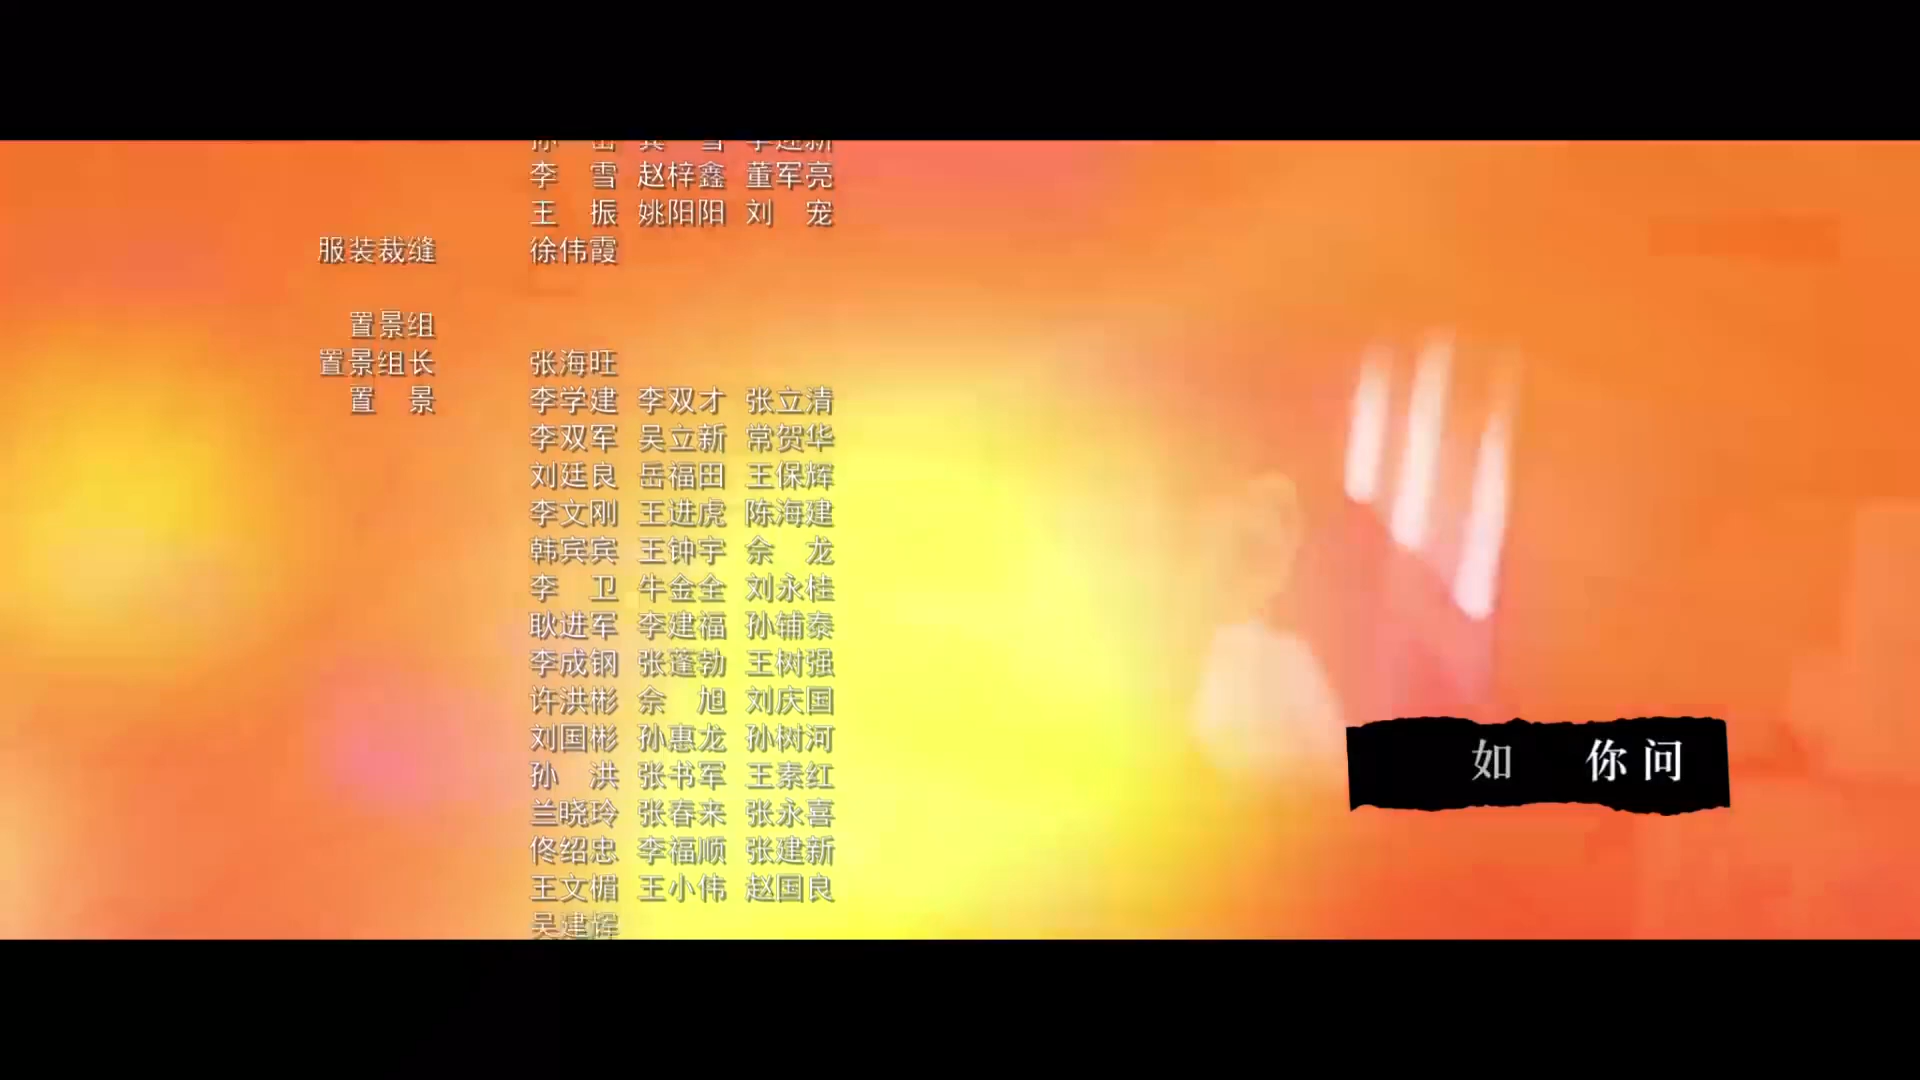 李　雪 赵梓鑫 董军亮
王　振 姚阳阳 刘　宠
服装裁缝 徐伟霞
置景组
置景组长 张海旺
置　景 李学建 李双才 张立清
李双军 吴立新 常贺华
刘廷良 岳福田 王保辉
李文刚 王进虎 陈海建
韩宾宾 王钟宇 佘　龙
李　卫 牛金全 刘永桂
耿进军 李建福 孙辅泰
李成钢 张蓬勃 王树强
许洪彬 佘　旭 刘庆国
刘国彬 孙惠龙 孙树河
孙　洪 张书军 王素红
兰晓玲 张春来 张永喜
佟绍忠 李福顺 张建新
王文楣 王小伟 赵国良
吴建辉
如　你问